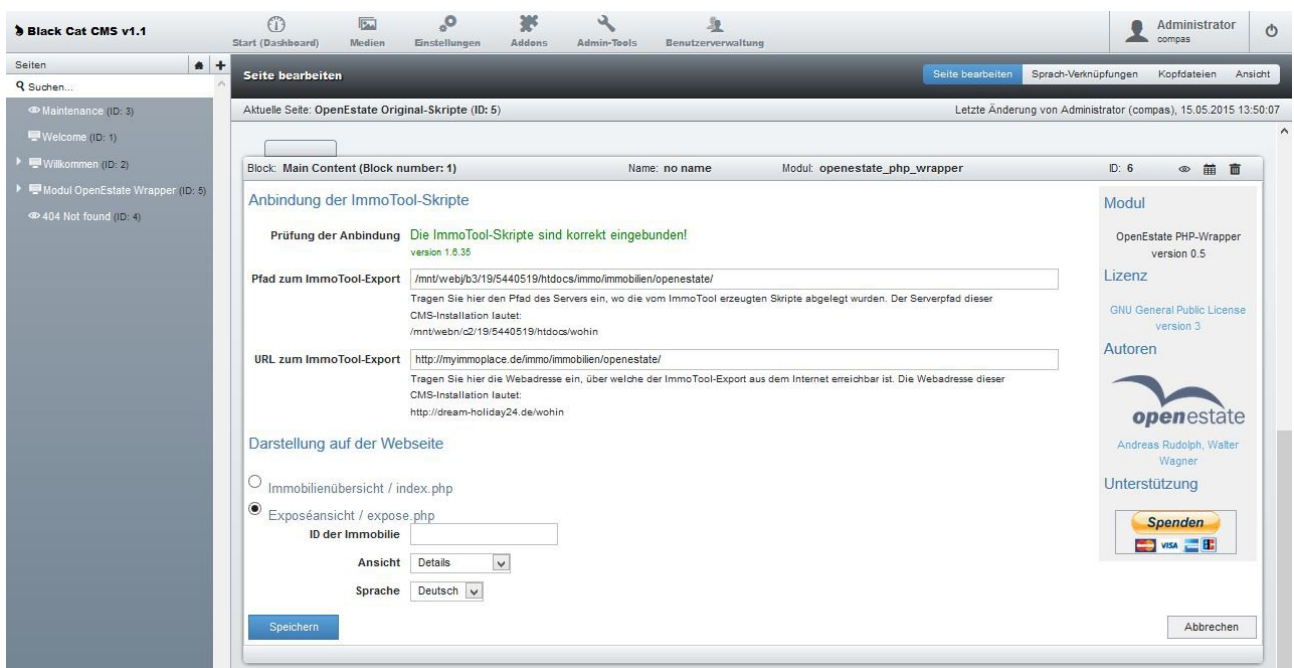 Black Cat CMS v1.1
Start (Dashboard)
Medien
Einstellungen
Addons
Admin-Tools
Benutzerverwaltung
Administrator
compas
Seiten
Suchen...
Maintenance (ID: 3)
Welcome (ID: 1)
Willkommen (ID: 2)
Modul OpenEstate Wrapper (ID: 5)
404 Not found (ID: 4)
Seite bearbeiten
Seite bearbeiten
Sprach-Verknüpfungen
Kopfdateien
Ansicht
Aktuelle Seite: OpenEstate Original-Skripte (ID: 5)
Letzte Änderung von Administrator (compas), 15.05.2015 13:50:07
Block: Main Content (Block number: 1)
Name: no name
Modul: openestate_php_wrapper
ID: 6
Anbindung der ImmoTool-Skripte
Prüfung der Anbindung
Die ImmoTool-Skripte sind korrekt eingebunden!
version 1.6.35
Pfad zum ImmoTool-Export
/mnt/webj/b3/19/5440519/htdocs/immo/immobilien/openestate/
Tragen Sie hier den Pfad des Servers ein, wo die vom ImmoTool erzeugten Skripte abgelegt wurden. Der Serverpfad dieser
CMS-Installation lautet:
/mnt/webn/c2/19/5440519/htdocs/wohin
URL zum ImmoTool-Export
http://myimmoplace.de/immo/immobilien/openestate/
Tragen Sie hier die Webadresse ein, über welche der ImmoTool-Export aus dem Internet erreichbar ist. Die Webadresse dieser
CMS-Installation lautet:
http://dream-holiday24.de/wohin
Darstellung auf der Webseite
Immobilienübersicht / index.php
Exposéansicht / expose.php
ID der Immobilie
Ansicht
Details
Sprache
Deutsch
Speichern
Abbrechen
Modul
OpenEstate PHP-Wrapper
version 0.5
Lizenz
GNU General Public License
version 3
Autoren
openestate
Andreas Rudolph, Walter
Wagner
Unterstützung
Spenden
VISA